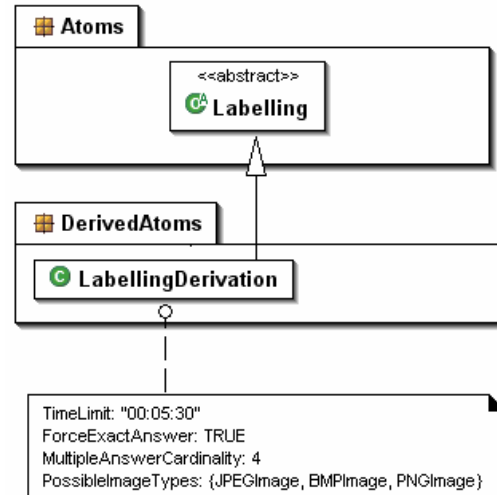 Atoms
<<abstract>>
Labelling
DerivedAtoms
LabellingDerivation
TimeLimit: "00:05:30"
ForceExactAnswer: TRUE
MultipleAnswerCardinality: 4
PossibleImageTypes: {JPEGImage, BMPImage, PNGImage}